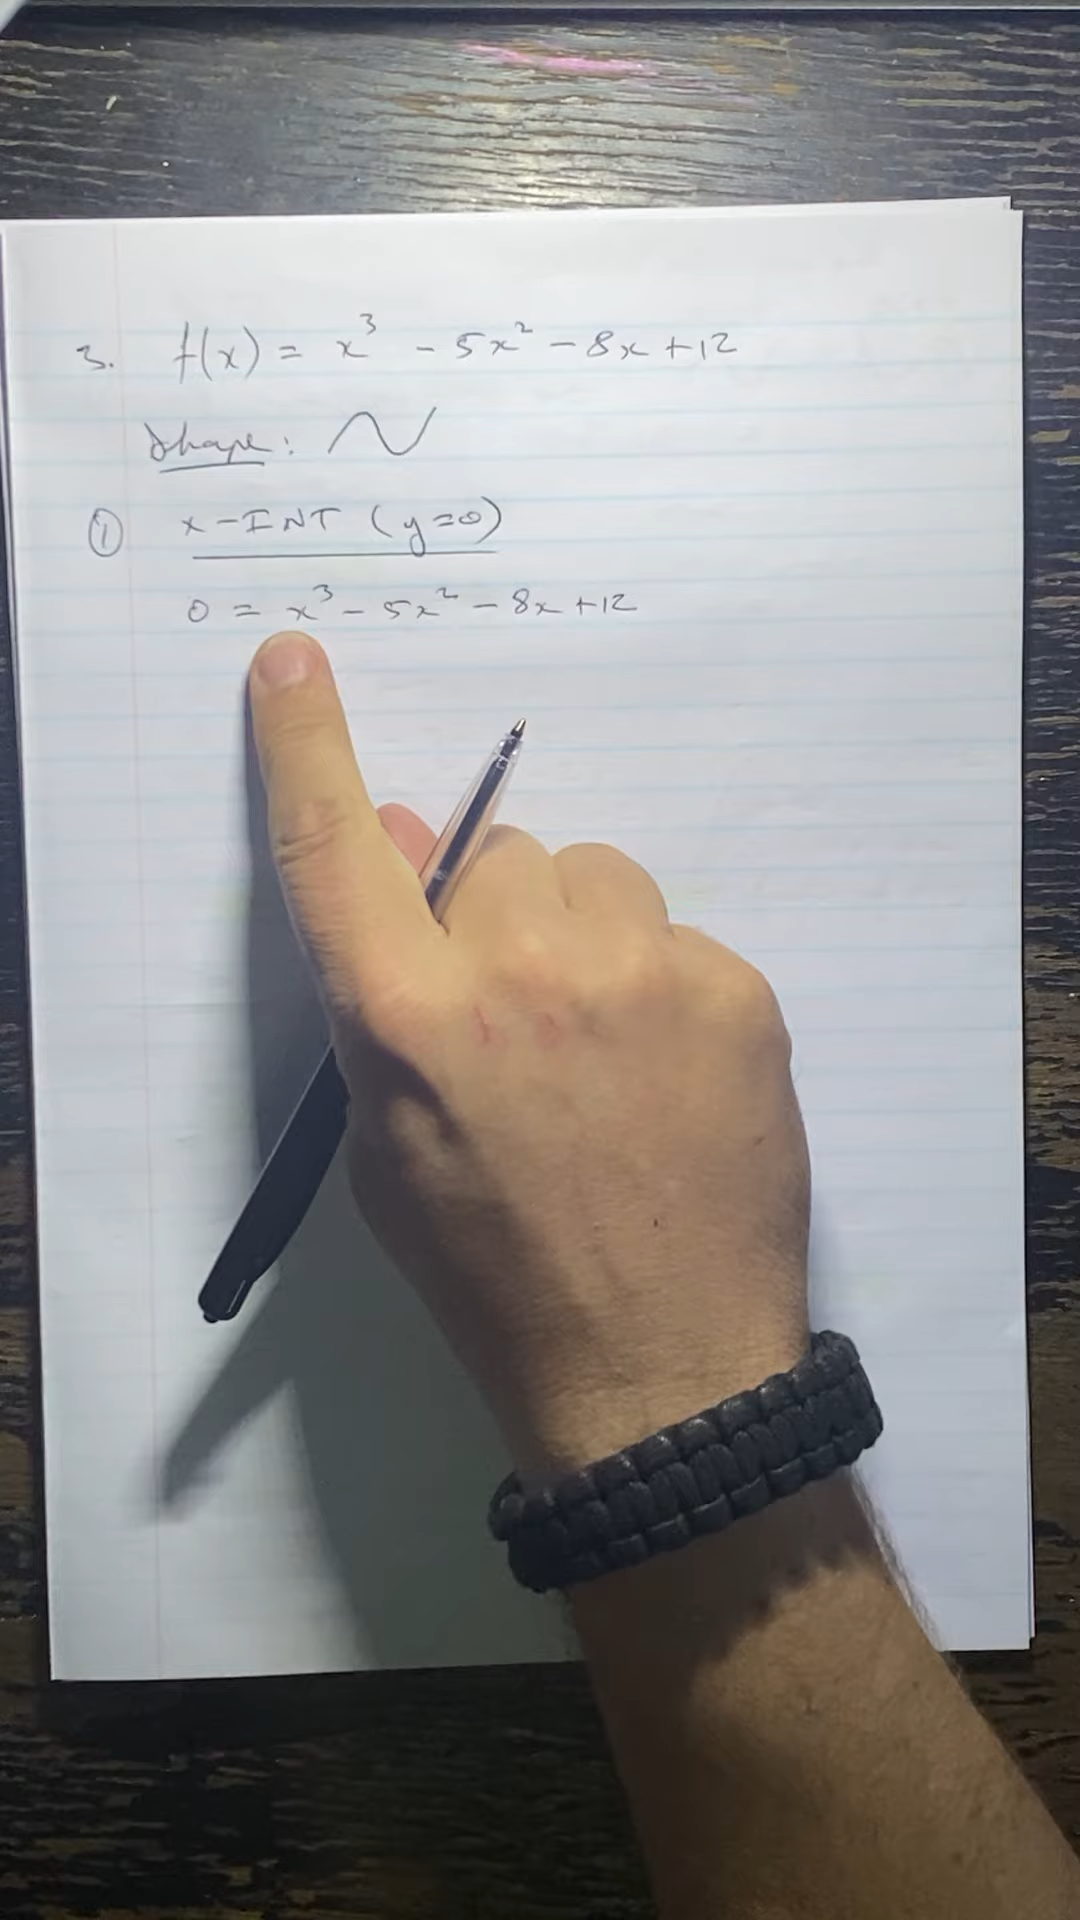 3. f(x) = x³ - 5x² - 8x + 12
Shape:
① x-INT (y=0)
0 = x³ - 5x² - 8x + 12